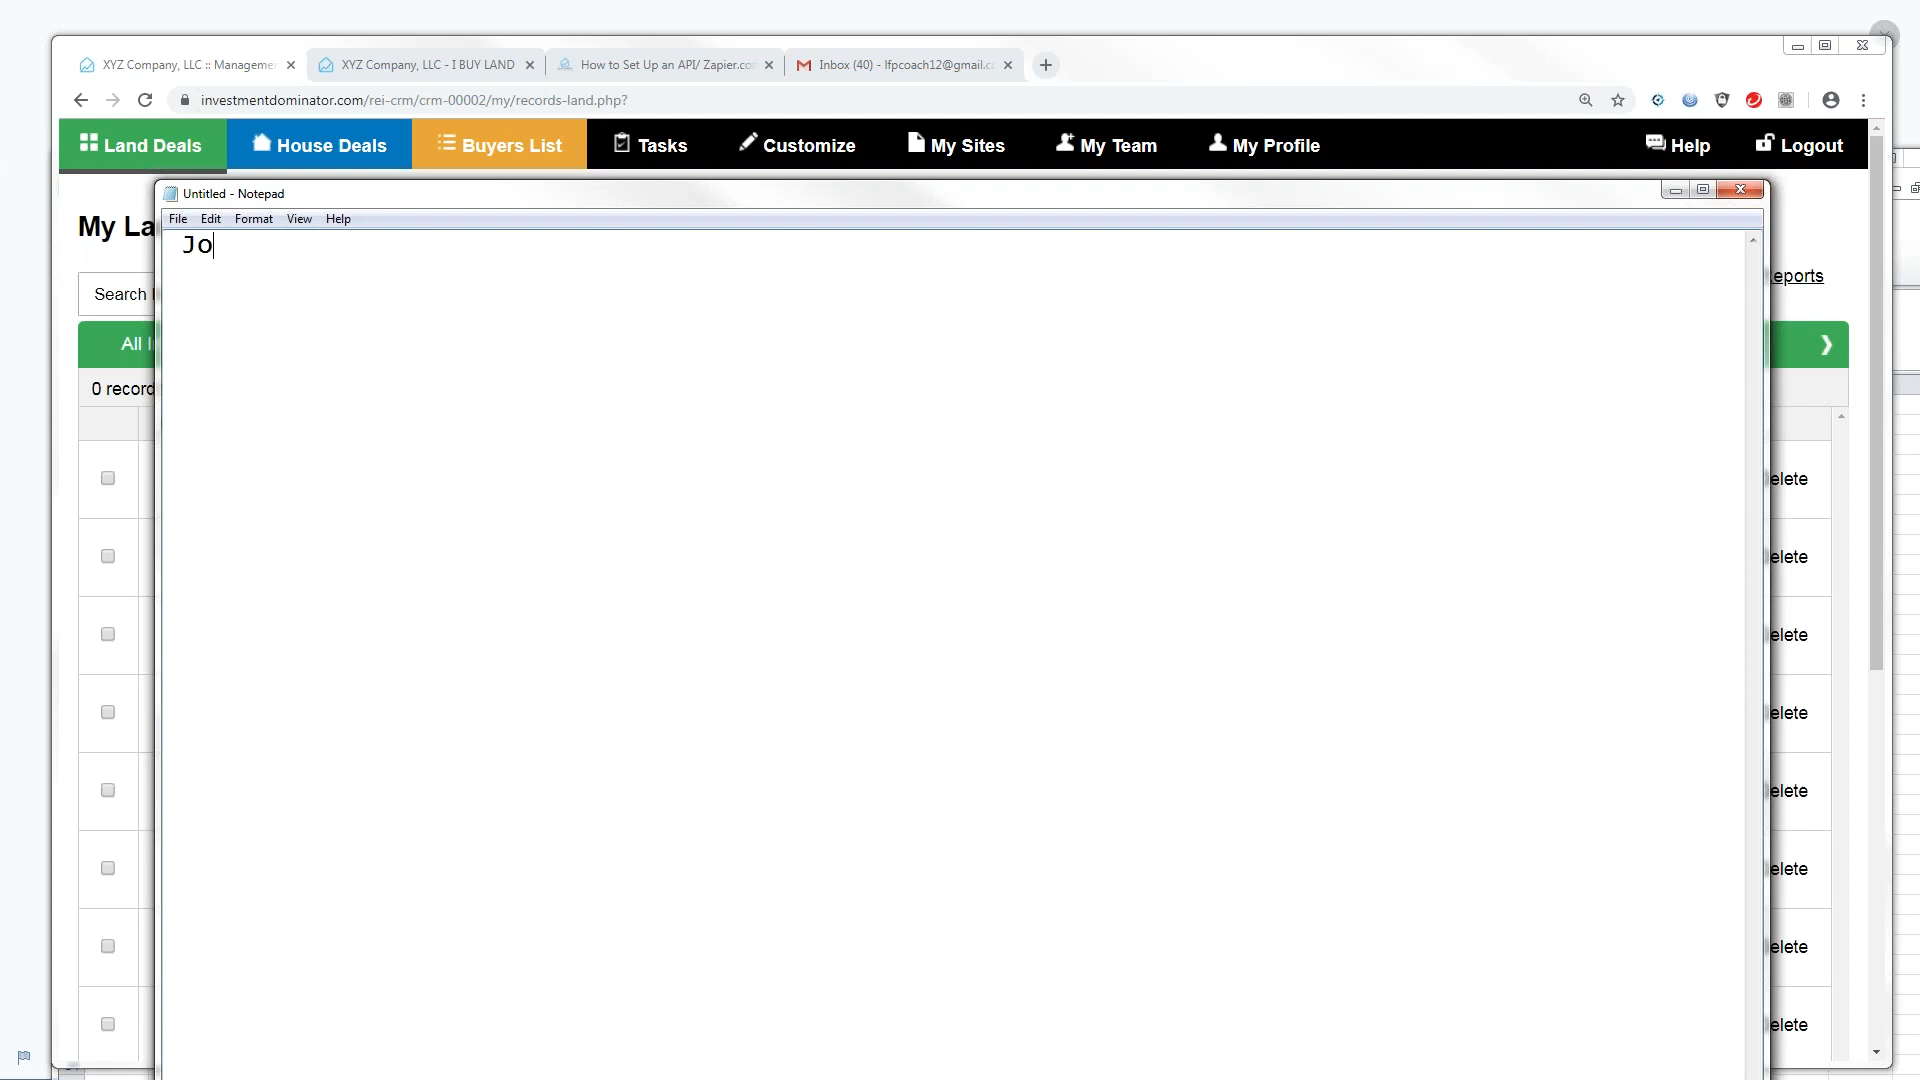 XYZ Company, LLC :: Manageme
XYZ Company, LLC - I BUY LAND
How to Set Up an API/ Zapier.co
Inbox (40) - lfpcoach12@gmail.c
investmentdominator.com/rei-crm/crm-00002/my/records-land.php?
Land Deals
House Deals
Buyers List
Tasks
Customize
My Sites
My Team
My Profile
Help
Logout
Untitled - Notepad
File Edit Format View Help
My La
Jo
eports
Search
All I
0 record
elete
elete
elete
elete
elete
elete
elete
elete